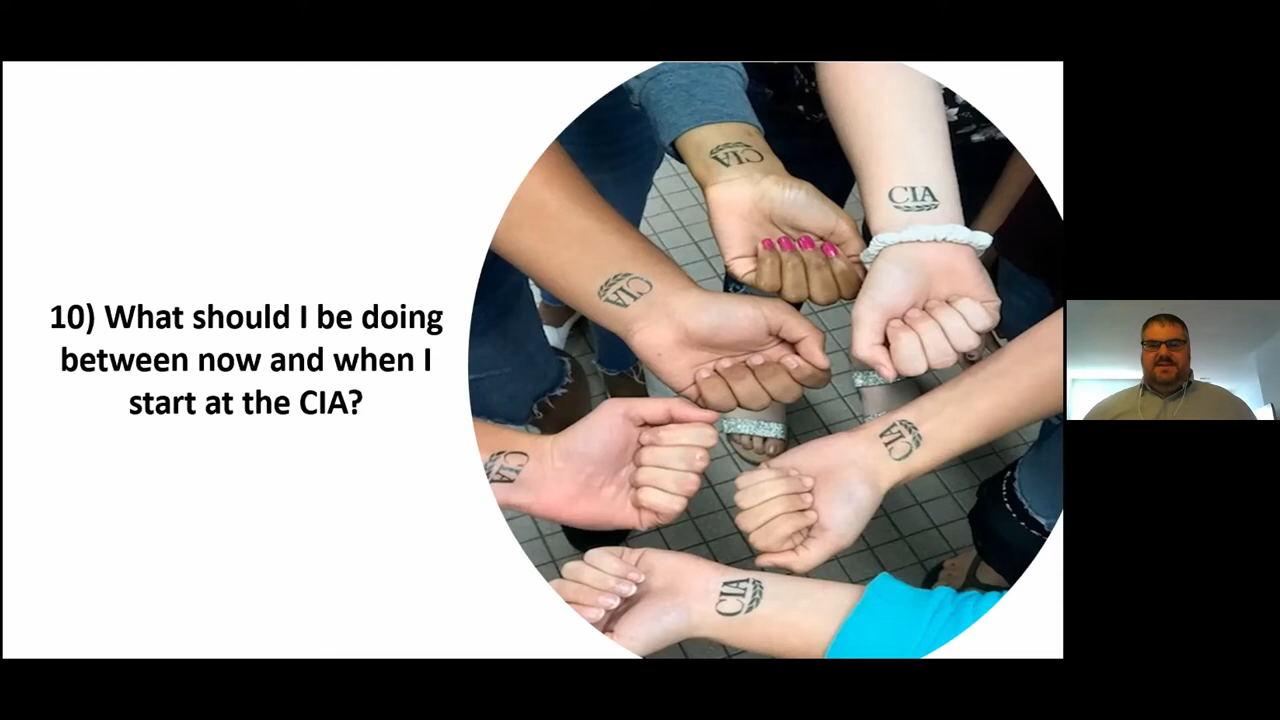 10) What should I be doing
between now and when I
start at the CIA?
CIA
CIA
CIA
CIA
CIA
CIA